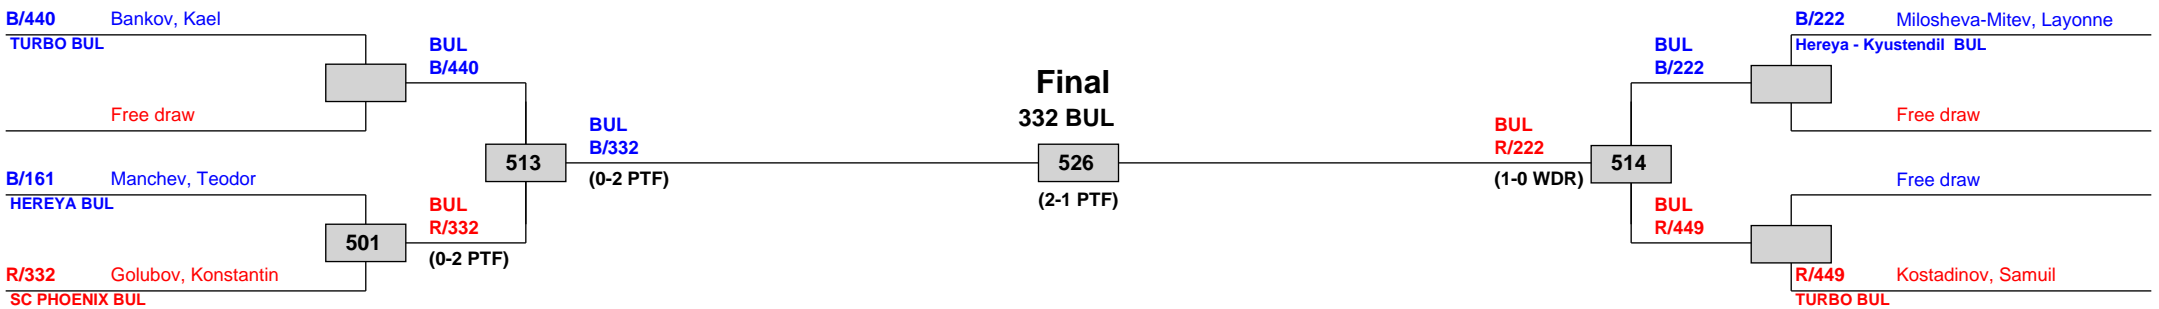 B/440 Bankov, Kael
TURBO BUL
BUL
B/440
Free draw
BUL
B/332
513
(0-2 PTF)
B/161 Manchev, Teodor
HEREYA BUL
BUL
R/332
501
(0-2 PTF)
R/332 Golubov, Konstantin
SC PHOENIX BUL
Final
332 BUL
526
(2-1 PTF)
B/222 Milosheva-Mitev, Layonne
Hereya - Kyustendil BUL
BUL
B/222
Free draw
BUL
R/222
514
(1-0 WDR)
Free draw
BUL
R/449
R/449 Kostadinov, Samuil
TURBO BUL